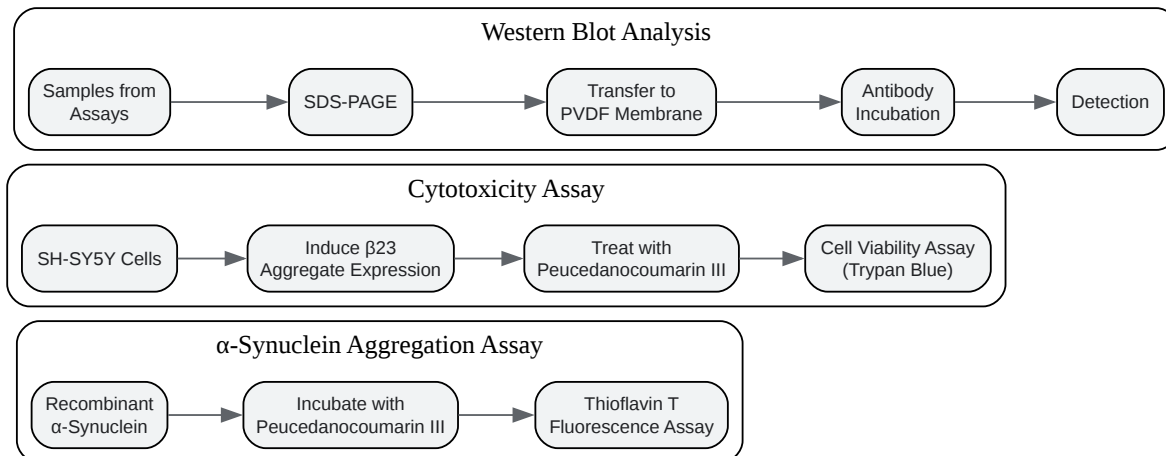 Western Blot Analysis
Samples from
Assays
SDS-PAGE
Transfer to
PVDF Membrane
Antibody
Incubation
Detection
Cytotoxicity Assay
SH-SY5Y Cells
Induce β23
Aggregate Expression
Treat with
Peucedanocoumarin III
Cell Viability Assay
(Trypan Blue)
α-Synuclein Aggregation Assay
Recombinant
α-Synuclein
Incubate with
Peucedanocoumarin III
Thioflavin T
Fluorescence Assay